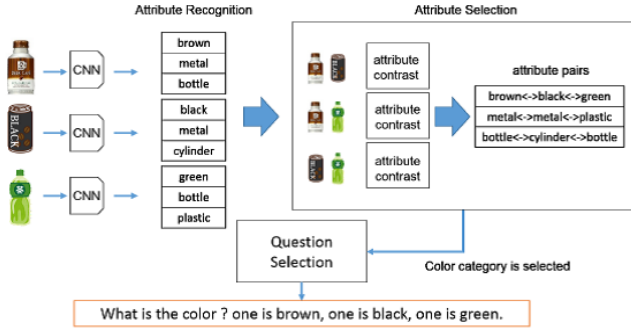 Attribute Recognition
Attribute Selection
CNN
brown
metal
bottle
CNN
black
metal
cylinder
BLACK
CNN
green
bottle
plastic
BLACK
attribute
contrast
attribute
contrast
BLACK
attribute
contrast
attribute pairs
brown<->black<->green
metal<->metal<->plastic
bottle<->cylinder<->bottle
Question
Selection
Color category is selected
What is the color ? one is brown, one is black, one is green.